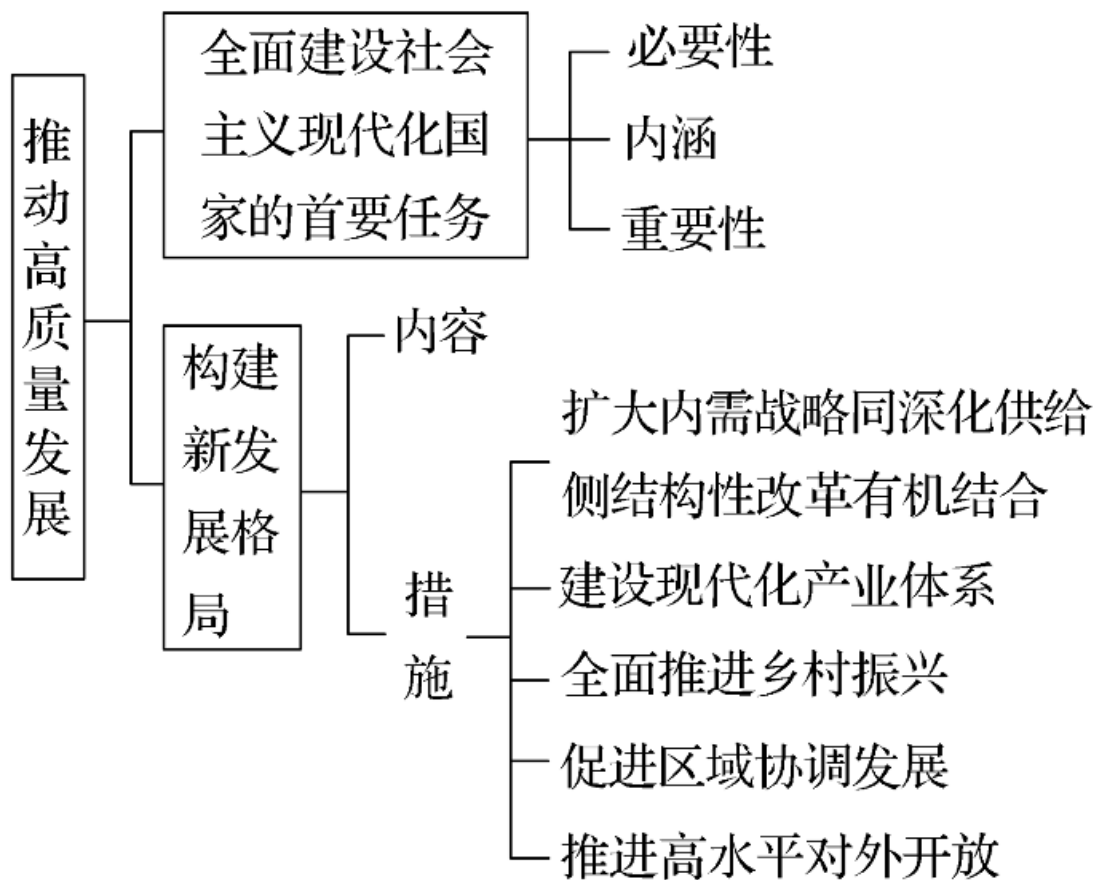 推动高质量发展
全面建设社会
主义现代化国
家的首要任务
必要性
内涵
重要性
构建
新发
展格
局
内容
措
施
扩大内需战略同深化供给
侧结构性改革有机结合
建设现代化产业体系
全面推进乡村振兴
促进区域协调发展
推进高水平对外开放